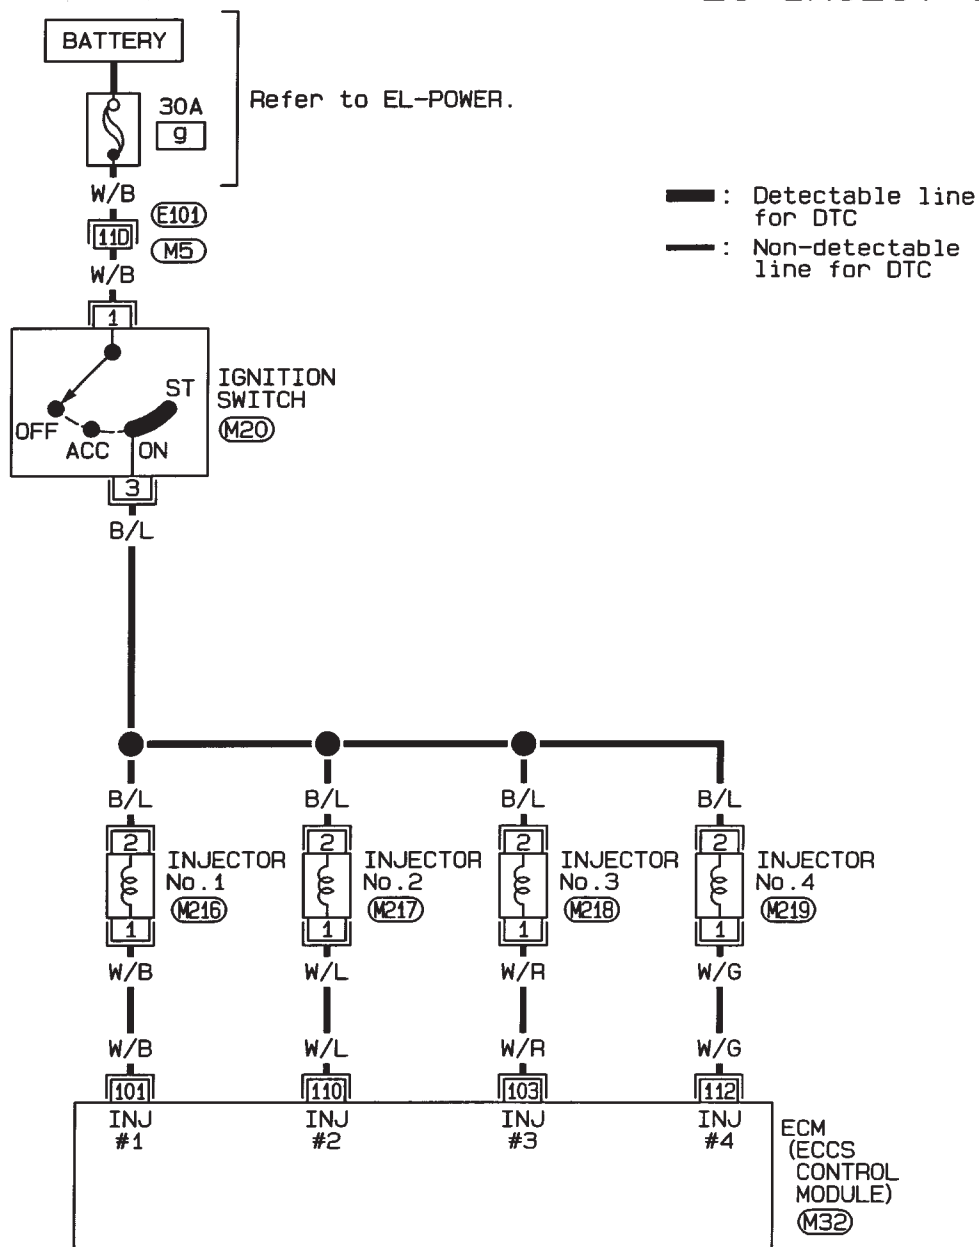 BATTERY
30A
g
Refer to EL-POWER.
W/B
E101
11D
M5
W/B
: Detectable line
for DTC
: Non-detectable
line for DTC
1
IGNITION
SWITCH
M20
ST
OFF
ACC
ON
3
B/L
B/L
B/L
B/L
B/L
2
2
2
2
INJECTOR
No.1
M216
INJECTOR
No.2
M217
INJECTOR
No.3
M218
INJECTOR
No.4
M219
1
1
1
1
W/B
W/L
W/R
W/G
W/B
W/L
W/R
W/G
101
110
103
112
INJ
#1
INJ
#2
INJ
#3
INJ
#4
ECM
(ECCS
CONTROL
MODULE)
M32